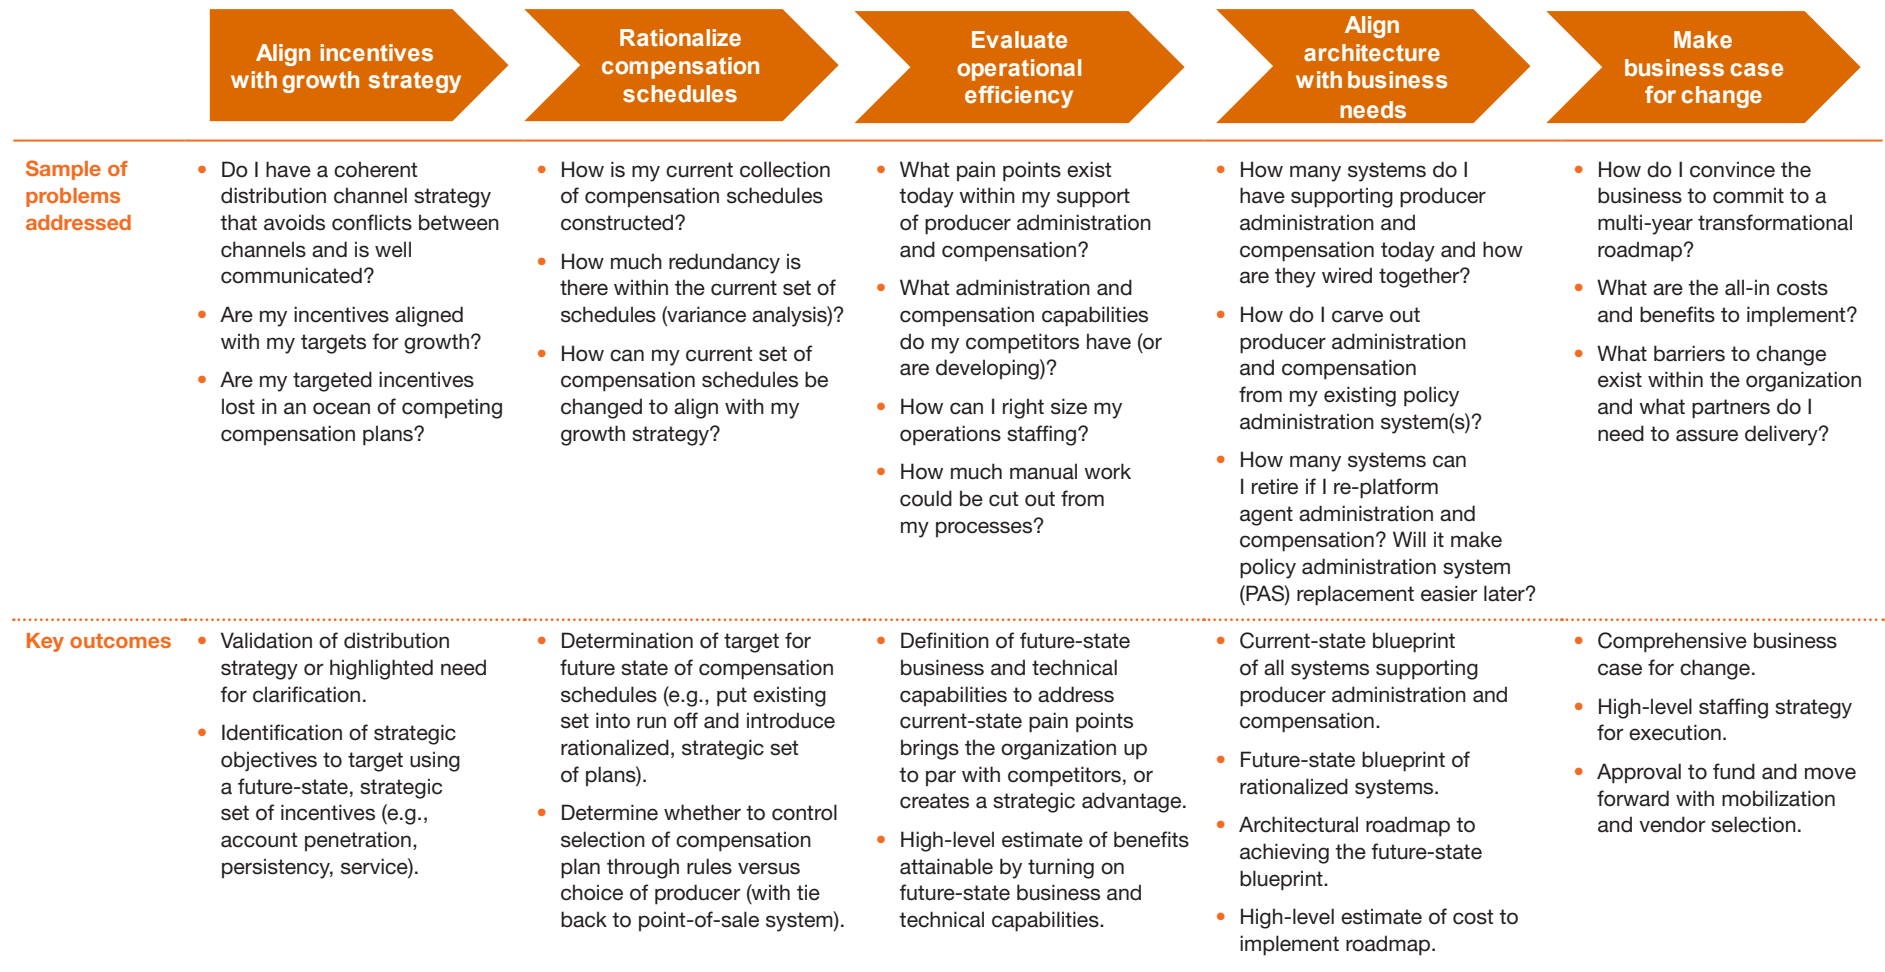 Align incentives
with growth strategy
Rationalize
compensation
schedules
Evaluate
operational
efficiency
Align
architecture
with business
needs
Make
business case
for change
Sample of
problems
addressed
• Do I have a coherent
distribution channel strategy
that avoids conflicts between
channels and is well
communicated?
• Are my incentives aligned
with my targets for growth?
• Are my targeted incentives
lost in an ocean of competing
compensation plans?
• How is my current collection
of compensation schedules
constructed?
• How much redundancy is
there within the current set of
schedules (variance analysis)?
• How can my current set of
compensation schedules be
changed to align with my
growth strategy?
• What pain points exist
today within my support
of producer administration
and compensation?
• What administration and
compensation capabilities
do my competitors have (or
are developing)?
• How can I right size my
operations staffing?
• How much manual work
could be cut out from
my processes?
• How many systems do I
have supporting producer
administration and
compensation today and how
are they wired together?
• How do I carve out
producer administration
and compensation
from my existing policy
administration system(s)?
• How many systems can
I retire if I re-platform
agent administration and
compensation? Will it make
policy administration system
(PAS) replacement easier later?
• How do I convince the
business to commit to a
multi-year transformational
roadmap?
• What are the all-in costs
and benefits to implement?
• What barriers to change
exist within the organization
and what partners do I
need to assure delivery?
Key outcomes
• Validation of distribution
strategy or highlighted need
for clarification.
• Identification of strategic
objectives to target using
a future-state, strategic
set of incentives (e.g.,
account penetration,
persistency, service).
• Determination of target for
future state of compensation
schedules (e.g., put existing
set into run off and introduce
rationalized, strategic set
of plans).
• Determine whether to control
selection of compensation
plan through rules versus
choice of producer (with tie
back to point-of-sale system).
• Definition of future-state
business and technical
capabilities to address
current-state pain points
brings the organization up
to par with competitors, or
creates a strategic advantage.
• High-level estimate of benefits
attainable by turning on
future-state business and
technical capabilities.
• Current-state blueprint
of all systems supporting
producer administration and
compensation.
• Future-state blueprint of
rationalized systems.
• Architectural roadmap to
achieving the future-state
blueprint.
• High-level estimate of cost to
implement roadmap.
• Comprehensive business
case for change.
• High-level staffing strategy
for execution.
• Approval to fund and move
forward with mobilization
and vendor selection.